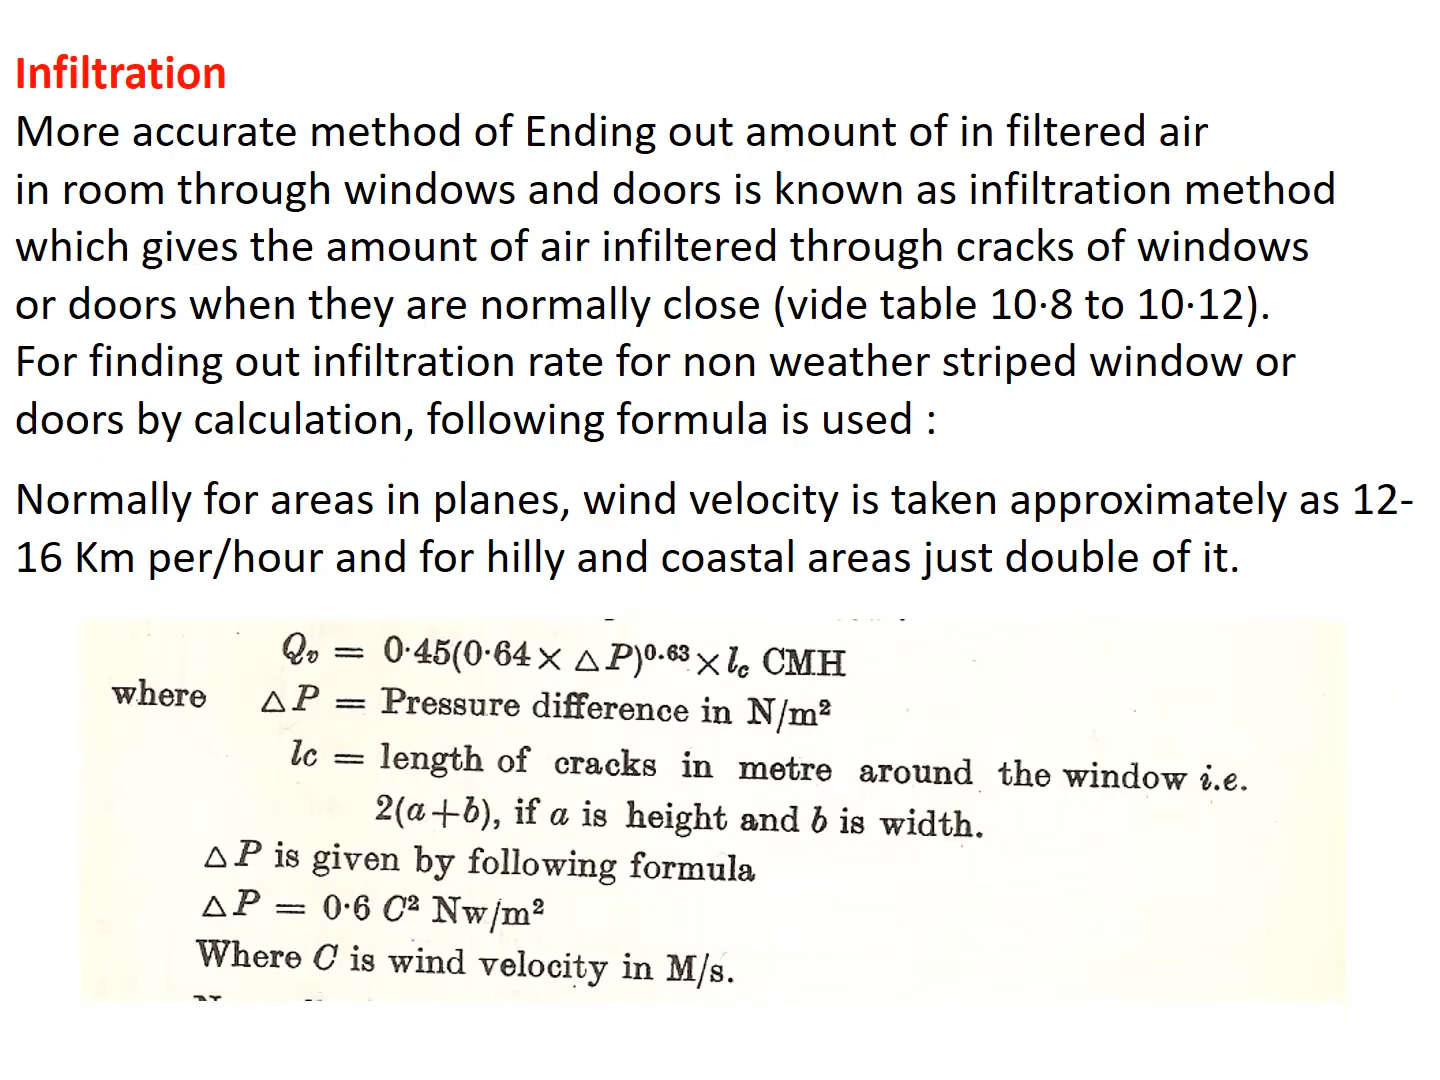 Infiltration
More accurate method of Ending out amount of in filtered air
in room through windows and doors is known as infiltration method
which gives the amount of air infiltered through cracks of windows
or doors when they are normally close (vide table 10·8 to 10·12).
For finding out infiltration rate for non weather striped window or
doors by calculation, following formula is used :
Normally for areas in planes, wind velocity is taken approximately as 12-
16 Km per/hour and for hilly and coastal areas just double of it.
Qᵥ = 0·45(0·64 × △P)⁰·⁶³ × l꜀ CMH
where △P = Pressure difference in N/m²
lc = length of cracks in metre around the window i.e.
2(a+b), if a is height and b is width.
△P is given by following formula
△P = 0·6 C² Nw/m²
Where C is wind velocity in M/s.